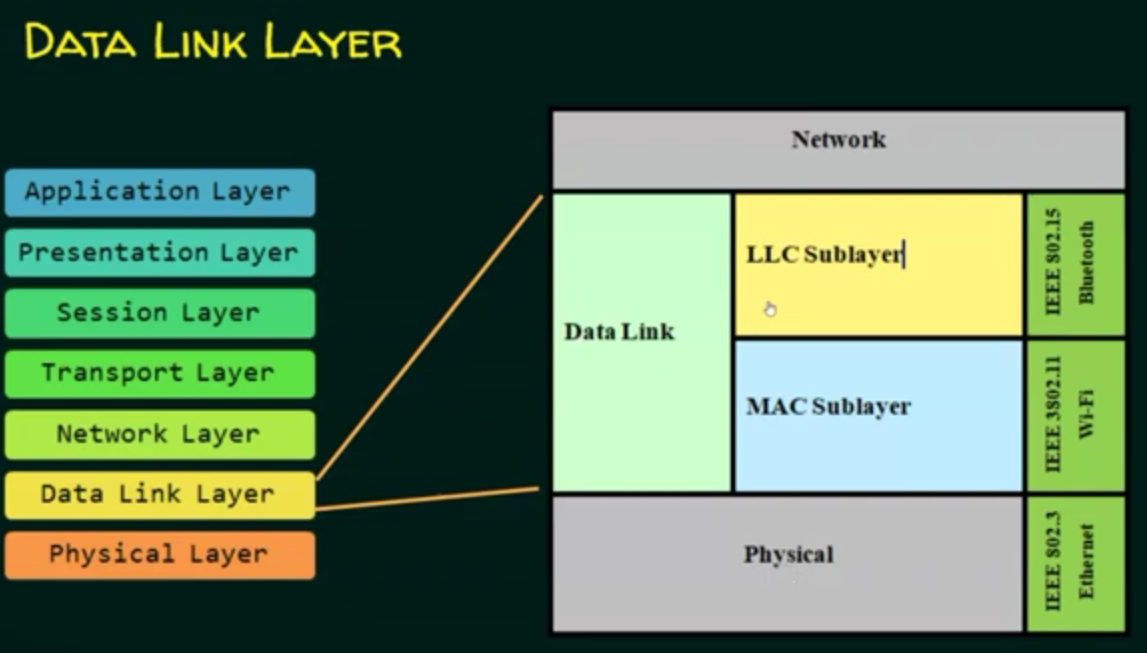 DATA LINK LAYER
Application Layer
Presentation Layer
Session Layer
Transport Layer
Network Layer
Data Link Layer
Physical Layer
Network
Data Link
LLC Sublayer
MAC Sublayer
Physical
IEEE 802.15
Bluetooth
IEEE 3802.11
Wi-Fi
IEEE 802.3
Ethernet